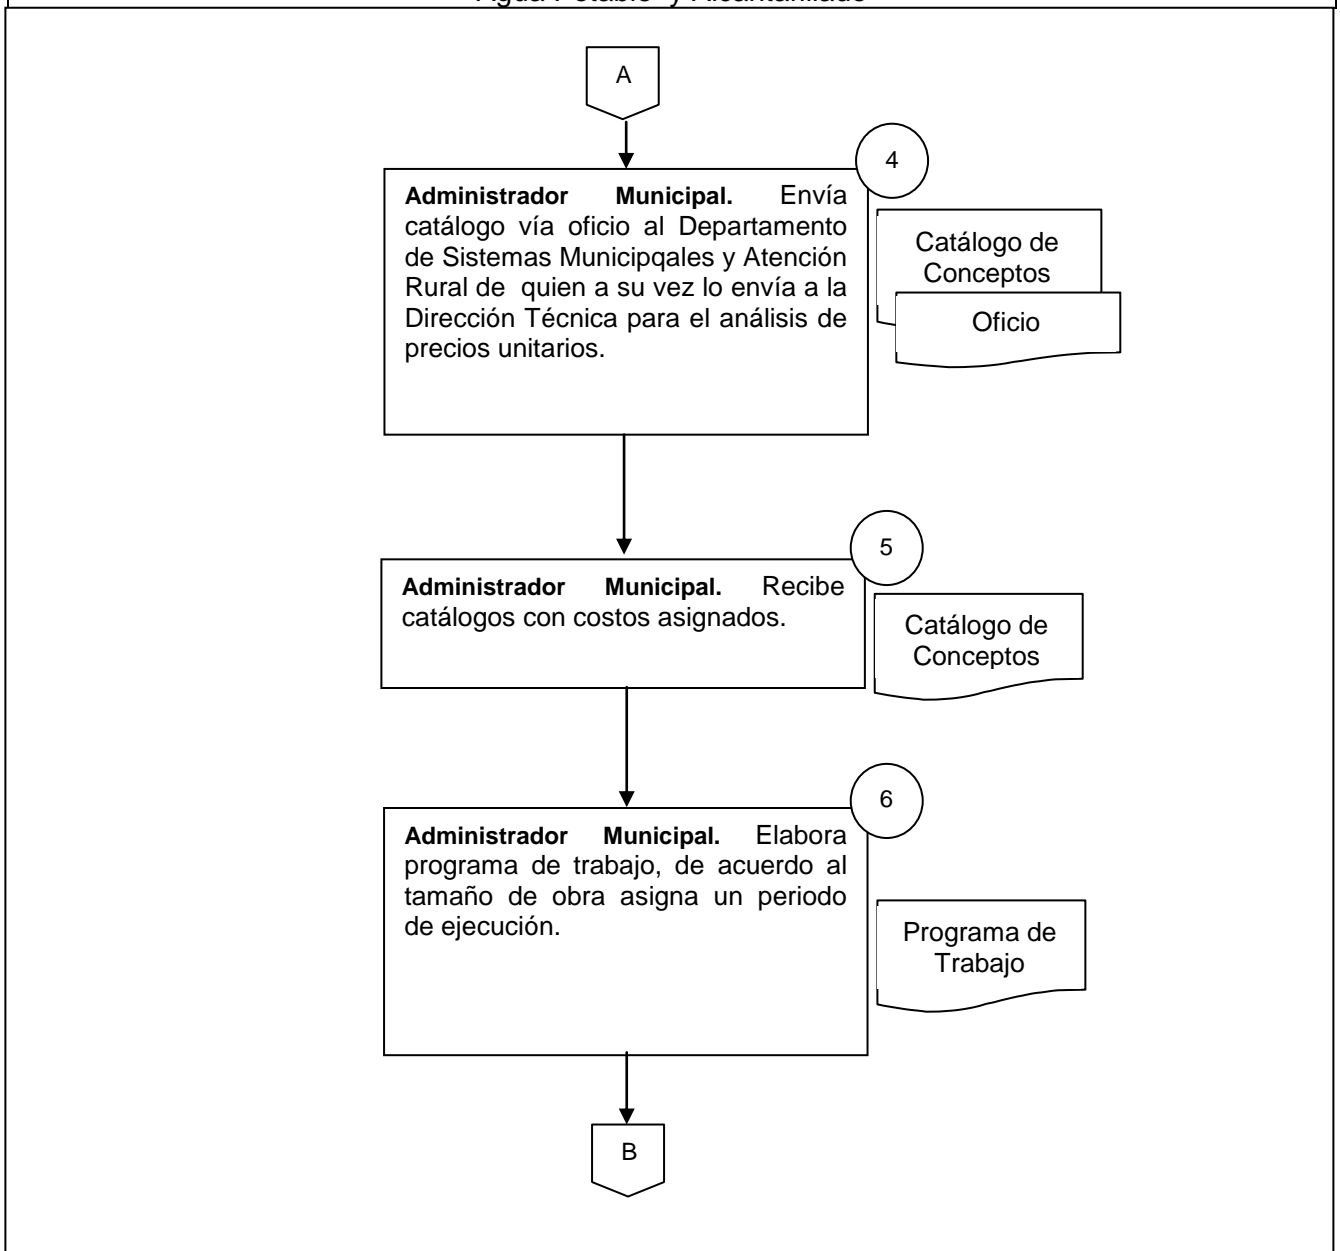 Agua Potable y Alcantarillado
A
4
Administrador Municipal. Envía
catálogo vía oficio al Departamento
de Sistemas Municipqales y Atención
Rural de quien a su vez lo envía a la
Dirección Técnica para el análisis de
precios unitarios.
Catálogo de
Conceptos
Oficio
5
Administrador Municipal. Recibe
catálogos con costos asignados.
Catálogo de
Conceptos
6
Administrador Municipal. Elabora
programa de trabajo, de acuerdo al
tamaño de obra asigna un periodo
de ejecución.
Programa de
Trabajo
B